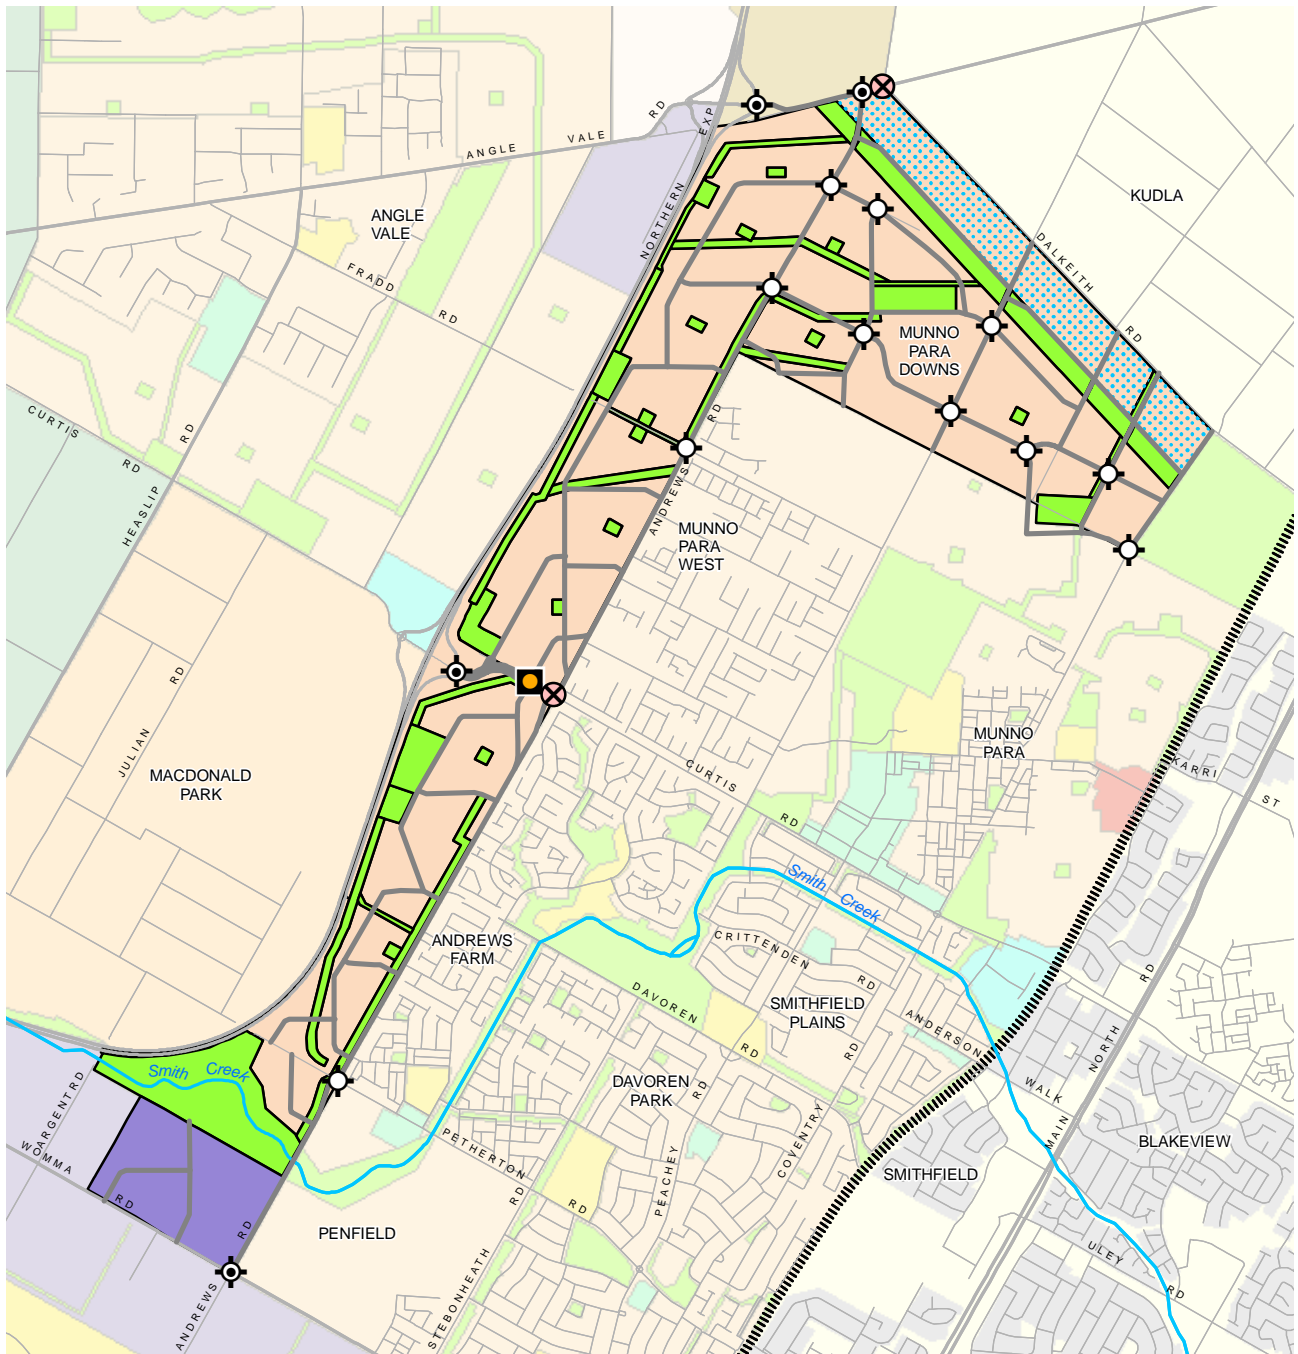 ANGLE VALE RD
NORTHERN EXP
KUDLA
ANGLE
VALE
FRADD RD
DALKEITH RD
MUNNO
PARA
DOWNS
CURTIS RD
HEASLIP RD
ANDREWS RD
MUNNO
PARA
WEST
JULIAN RD
MACDONALD
PARK
MUNNO
PARA
KARRI ST
CURTIS RD
Smith Creek
ANDREWS
FARM
CRITTENDEN RD
DAVOREN RD
SMITHFIELD
PLAINS
ANDERSON WALK
MAIN NORTH RD
Smith Creek
ARGENT RD
WOMMA RD
DAVOREN
PARK
PETHERTON RD
PEACHEY RD
COVENTRY RD
SMITHFIELD
BLAKEVIEW
PENFIELD
STEBONHEATH RD
ULEY RD
ANDREWS RD